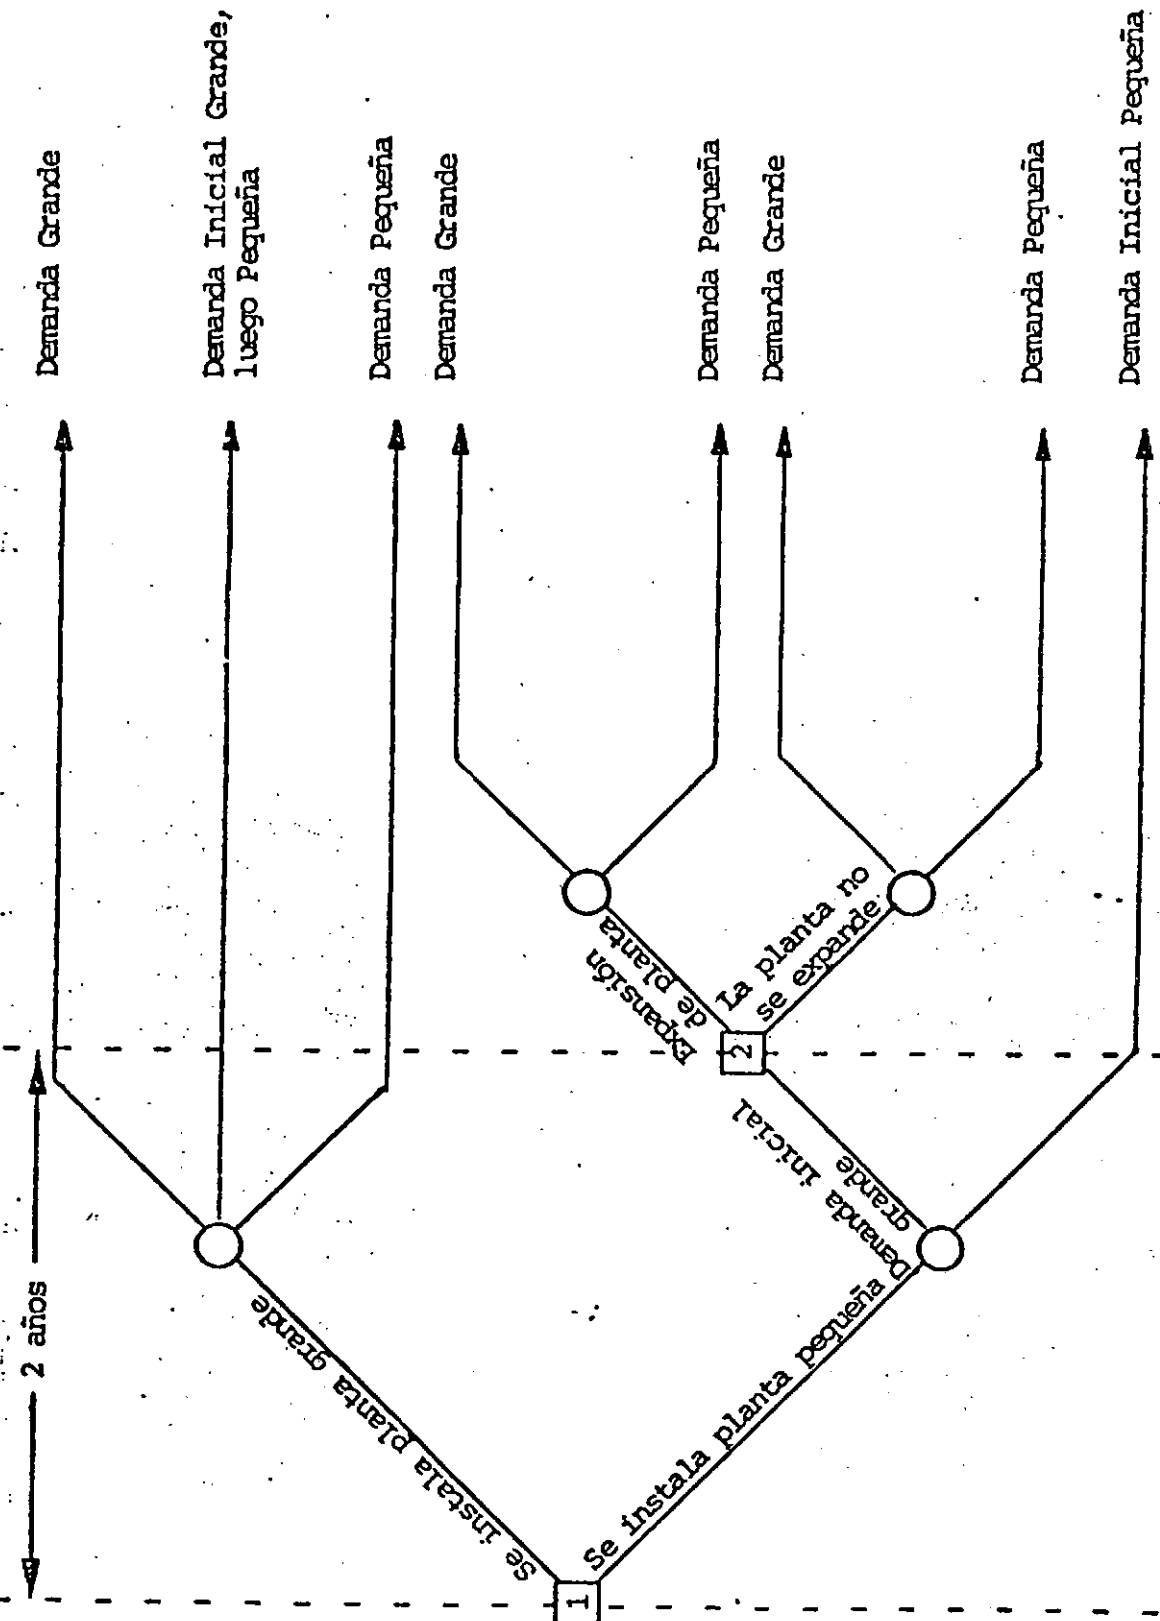 2 años
Demanda Grande
Demanda Inicial Grande,
luego Pequeña
Demanda Pequeña
Demanda Grande
Demanda Pequeña
Demanda Grande
Demanda Pequeña
Demanda Inicial Pequeña
Se instala planta grande
1
Se instala planta pequeña
Demanda inicial
grande
2
Expansión
de planta
La planta no
se expande